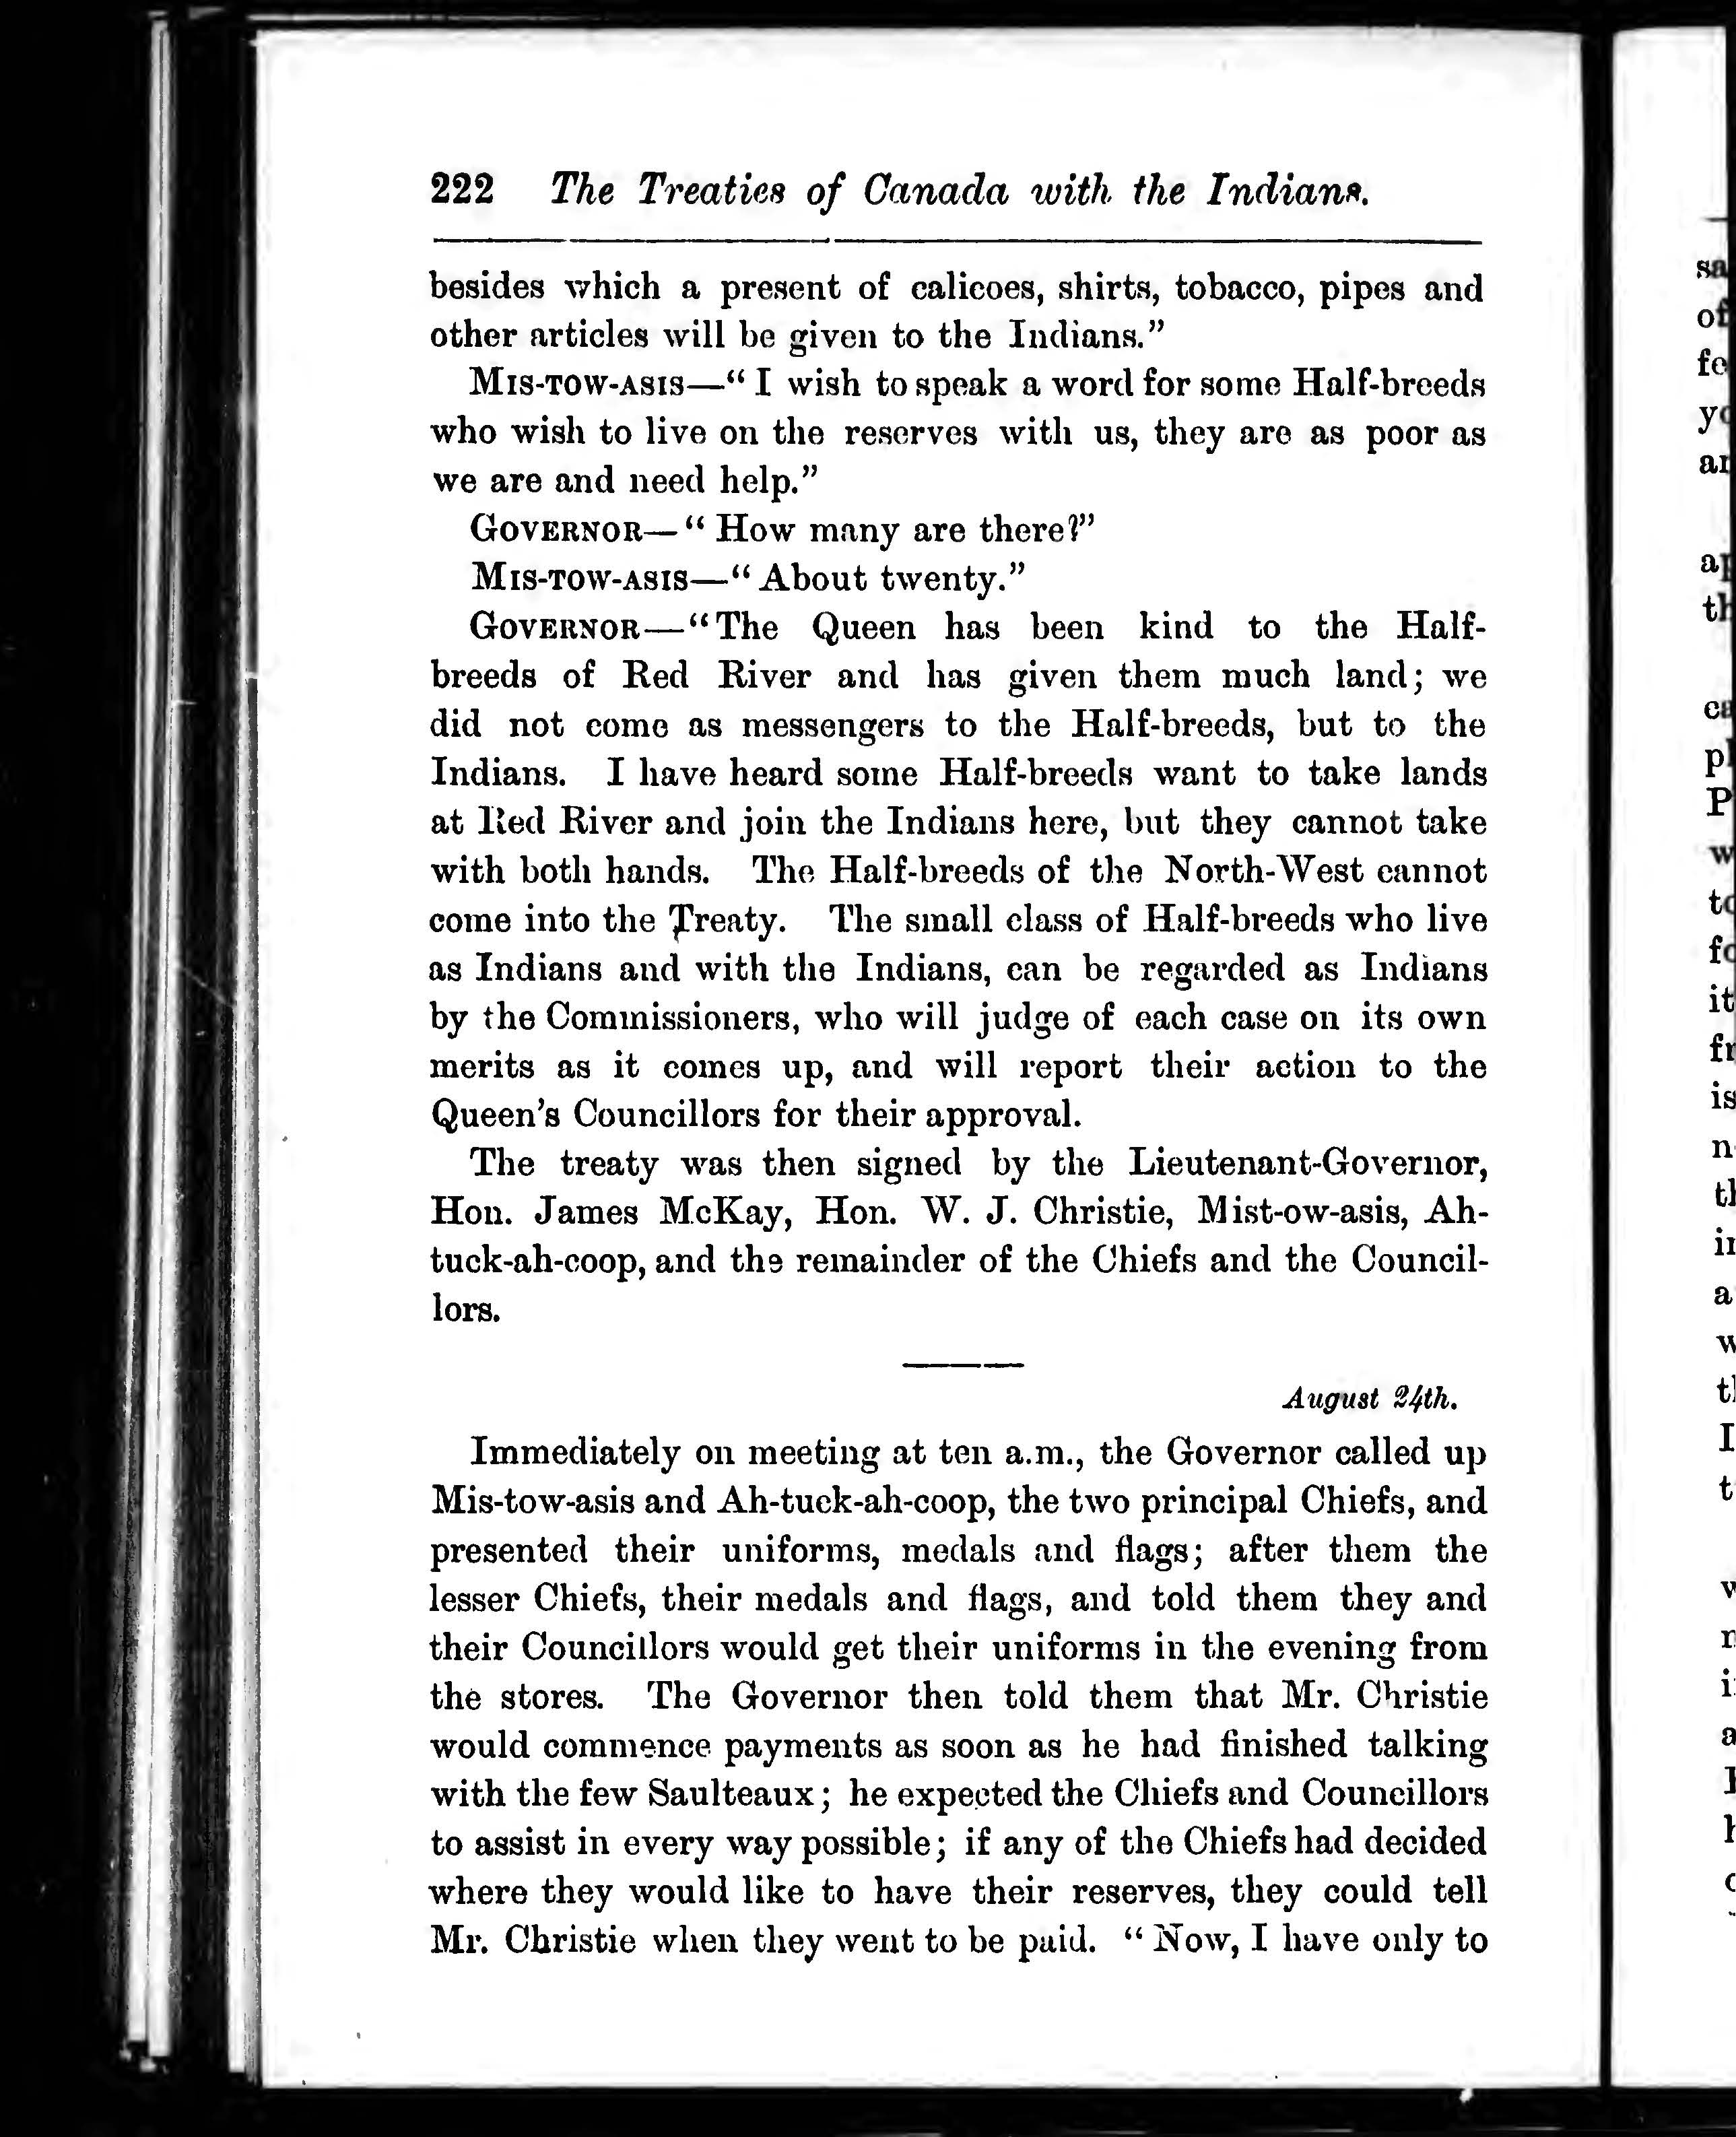 222 The Treaties of Canada with the Indians.
besides which a present of calicoes, shirts, tobacco, pipes and
other articles will be given to the Indians.”
MIS-TOW-ASIS—“ I wish to speak a word for some Half-breeds
who wish to live on the reserves with us, they are as poor as
we are and need help.”
GOVERNOR—“ How many are there?”
MIS-TOW-ASIS—“ About twenty.”
GOVERNOR—“The Queen has been kind to the Half-
breeds of Red River and has given them much land; we
did not come as messengers to the Half-breeds, but to the
Indians. I have heard some Half-breeds want to take lands
at Red River and join the Indians here, but they cannot take
with both hands. The Half-breeds of the North-West cannot
come into the Treaty. The small class of Half-breeds who live
as Indians and with the Indians, can be regarded as Indians
by the Commissioners, who will judge of each case on its own
merits as it comes up, and will report their action to the
Queen’s Councillors for their approval.
The treaty was then signed by the Lieutenant-Governor,
Hon. James McKay, Hon. W. J. Christie, Mist-ow-asis, Ah-
tuck-ah-coop, and the remainder of the Chiefs and the Council-
lors.
August 24th.
Immediately on meeting at ten a.m., the Governor called up
Mis-tow-asis and Ah-tuck-ah-coop, the two principal Chiefs, and
presented their uniforms, medals and flags; after them the
lesser Chiefs, their medals and flags, and told them they and
their Councillors would get their uniforms in the evening from
the stores. The Governor then told them that Mr. Christie
would commence payments as soon as he had finished talking
with the few Saulteaux; he expected the Chiefs and Councillors
to assist in every way possible; if any of the Chiefs had decided
where they would like to have their reserves, they could tell
Mr. Christie when they went to be paid. “ Now, I have only to